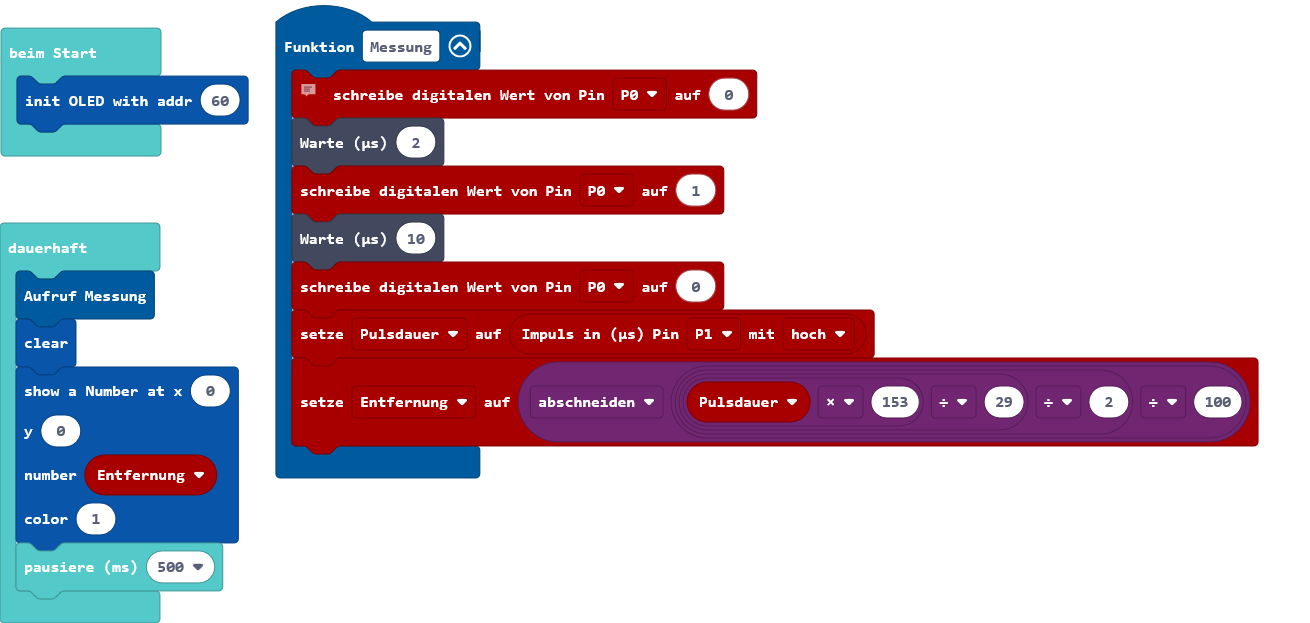 beim Start
init OLED with addr 60
dauerhaft
Aufruf Messung
clear
show a Number at x 0
y 0
number Entfernung
color 1
pausiere (ms) 500
Funktion Messung
schreibe digitalen Wert von Pin P0 auf 0
Warte (µs) 2
schreibe digitalen Wert von Pin P0 auf 1
Warte (µs) 10
schreibe digitalen Wert von Pin P0 auf 0
setze Pulsdauer auf Impuls in (µs) Pin P1 mit hoch
setze Entfernung auf abschneiden Pulsdauer × 153 ÷ 29 ÷ 2 ÷ 100